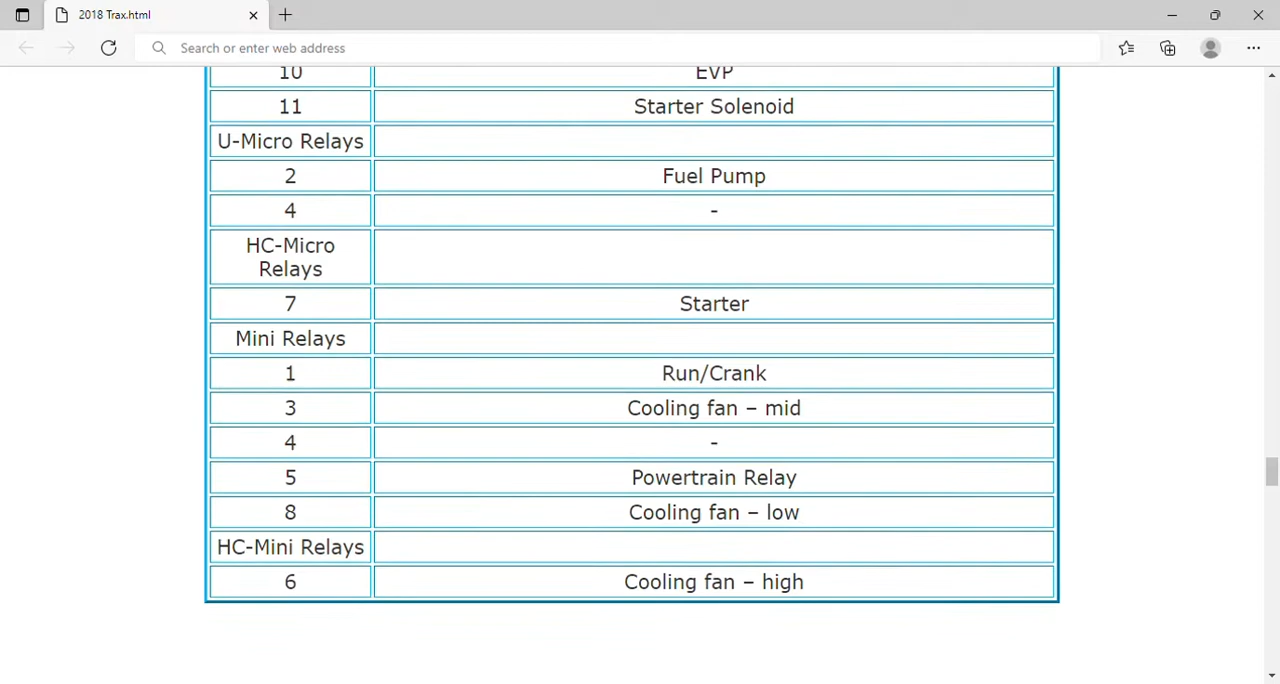 2018 Trax.html
Search or enter web address
10 EVP
11 Starter Solenoid
U-Micro Relays
2 Fuel Pump
4 -
HC-Micro
Relays
7 Starter
Mini Relays
1 Run/Crank
3 Cooling fan – mid
4 -
5 Powertrain Relay
8 Cooling fan – low
HC-Mini Relays
6 Cooling fan – high